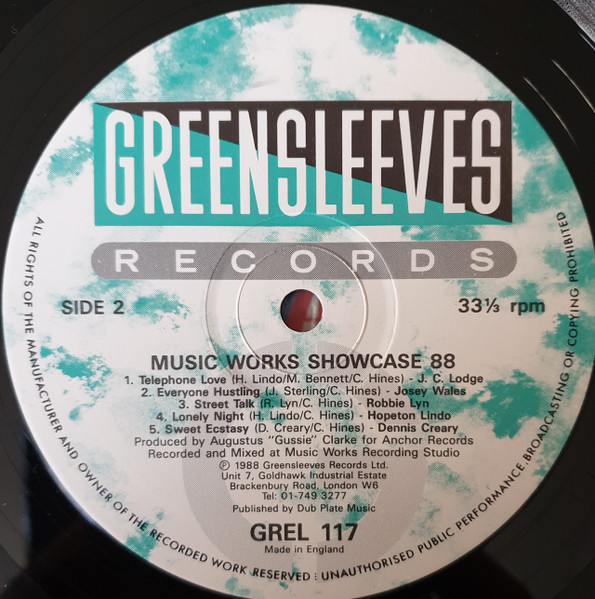 GREENSLEEVES
RECORDS
SIDE 2
33⅓ rpm
MUSIC WORKS SHOWCASE 88
1. Telephone Love (H. Lindo/M. Bennett/C. Hines) - J. C. Lodge
2. Everyone Hustling (J. Sterling/C. Hines) - Josey Wales
3. Street Talk (R. Lyn/C. Hines) - Robbie Lyn
4. Lonely Night (H. Lindo/C. Hines) - Hopeton Lindo
5. Sweet Ecstasy (D. Creary/C. Hines) - Dennis Creary
Produced by Augustus "Gussie" Clarke for Anchor Records
Recorded and Mixed at Music Works Recording Studio
℗ 1988 Greensleeves Records Ltd.
Unit 7, Goldhawk Industrial Estate
Brackenbury Road, London W6
Tel: 01-749 3277
Published by Dub Plate Music
GREL 117
Made in England
ALL RIGHTS OF THE MANUFACTURER AND OWNER OF THE RECORDED WORK RESERVED : UNAUTHORISED PUBLIC PERFORMANCE, BROADCASTING OR COPYING PROHIBITED